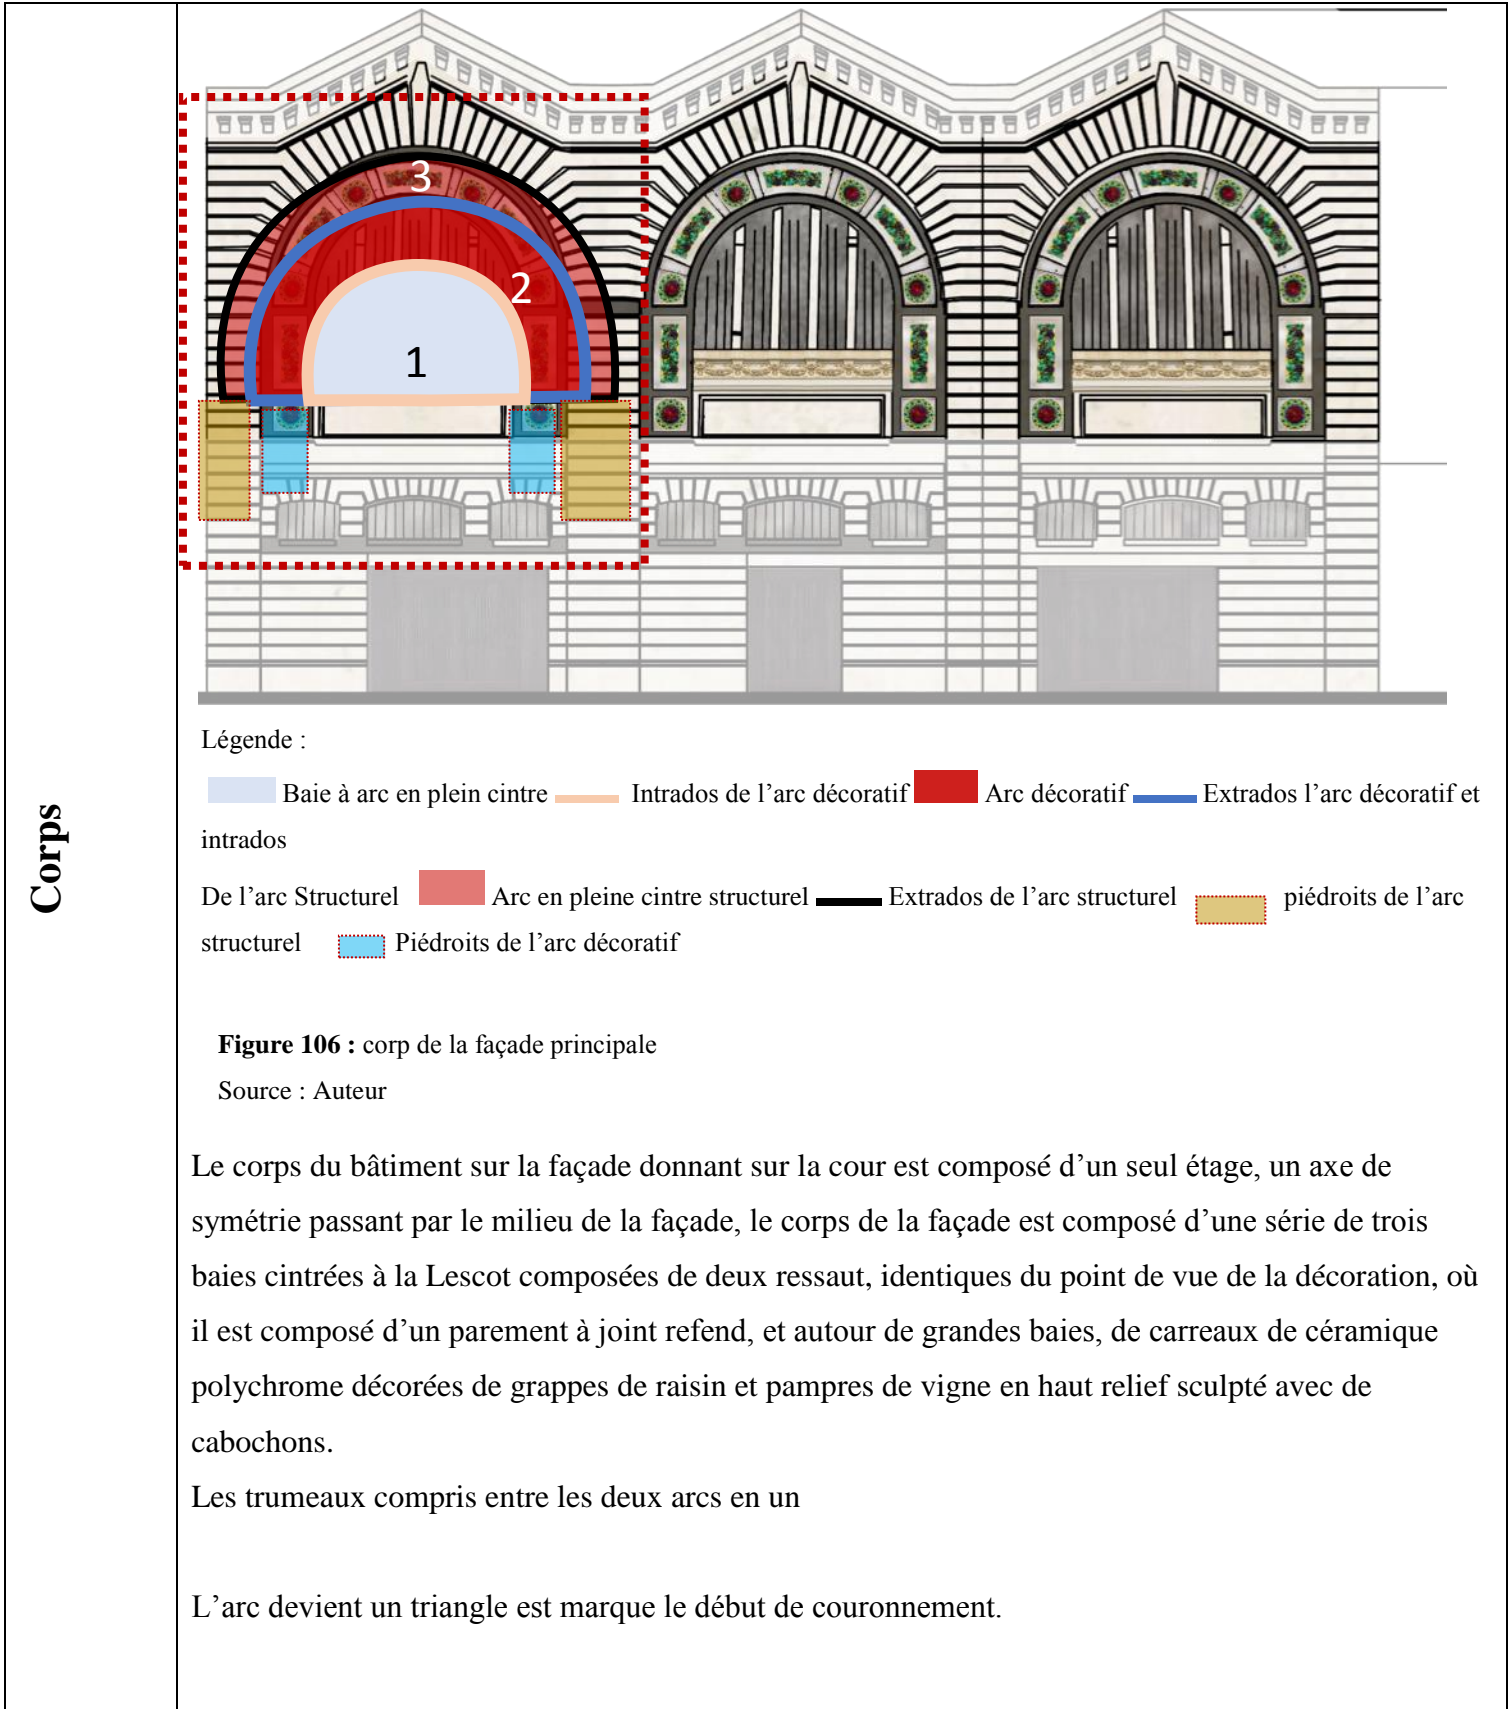 3
2
1
Légende :
Baie à arc en plein cintre Intrados de l’arc décoratif Arc décoratif Extrados l’arc décoratif et
intrados
De l’arc Structurel Arc en pleine cintre structurel Extrados de l’arc structurel piédroits de l’arc
structurel Piédroits de l’arc décoratif
Corps
Figure 106 : corp de la façade principale
Source : Auteur
Le corps du bâtiment sur la façade donnant sur la cour est composé d’un seul étage, un axe de
symétrie passant par le milieu de la façade, le corps de la façade est composé d’une série de trois
baies cintrées à la Lescot composées de deux ressaut, identiques du point de vue de la décoration, où
il est composé d’un parement à joint refend, et autour de grandes baies, de carreaux de céramique
polychrome décorées de grappes de raisin et pampres de vigne en haut relief sculpté avec de
cabochons.
Les trumeaux compris entre les deux arcs en un
L’arc devient un triangle est marque le début de couronnement.